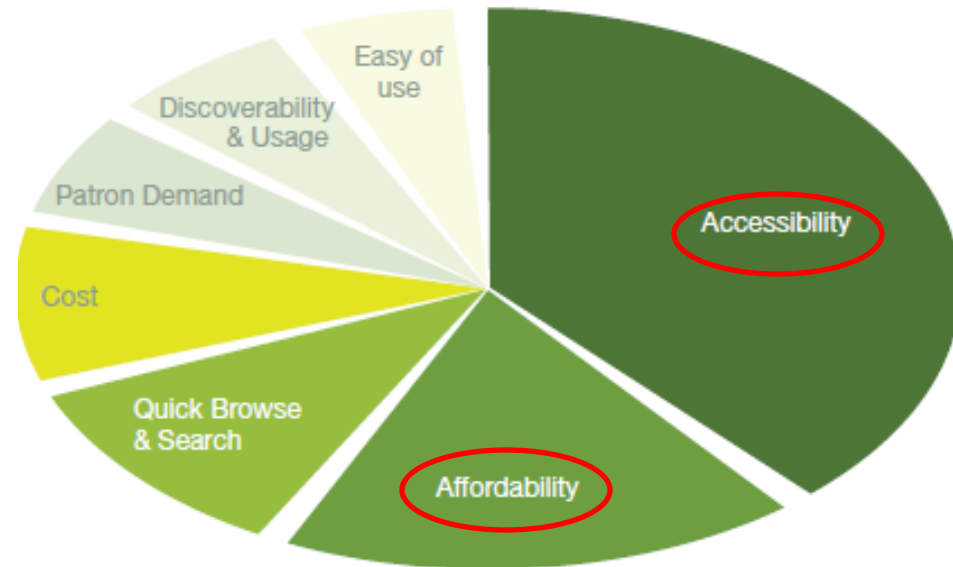 Easy of
use
Discoverability
& Usage
Patron Demand
Accessibility
Cost
Quick Browse
& Search
Affordability